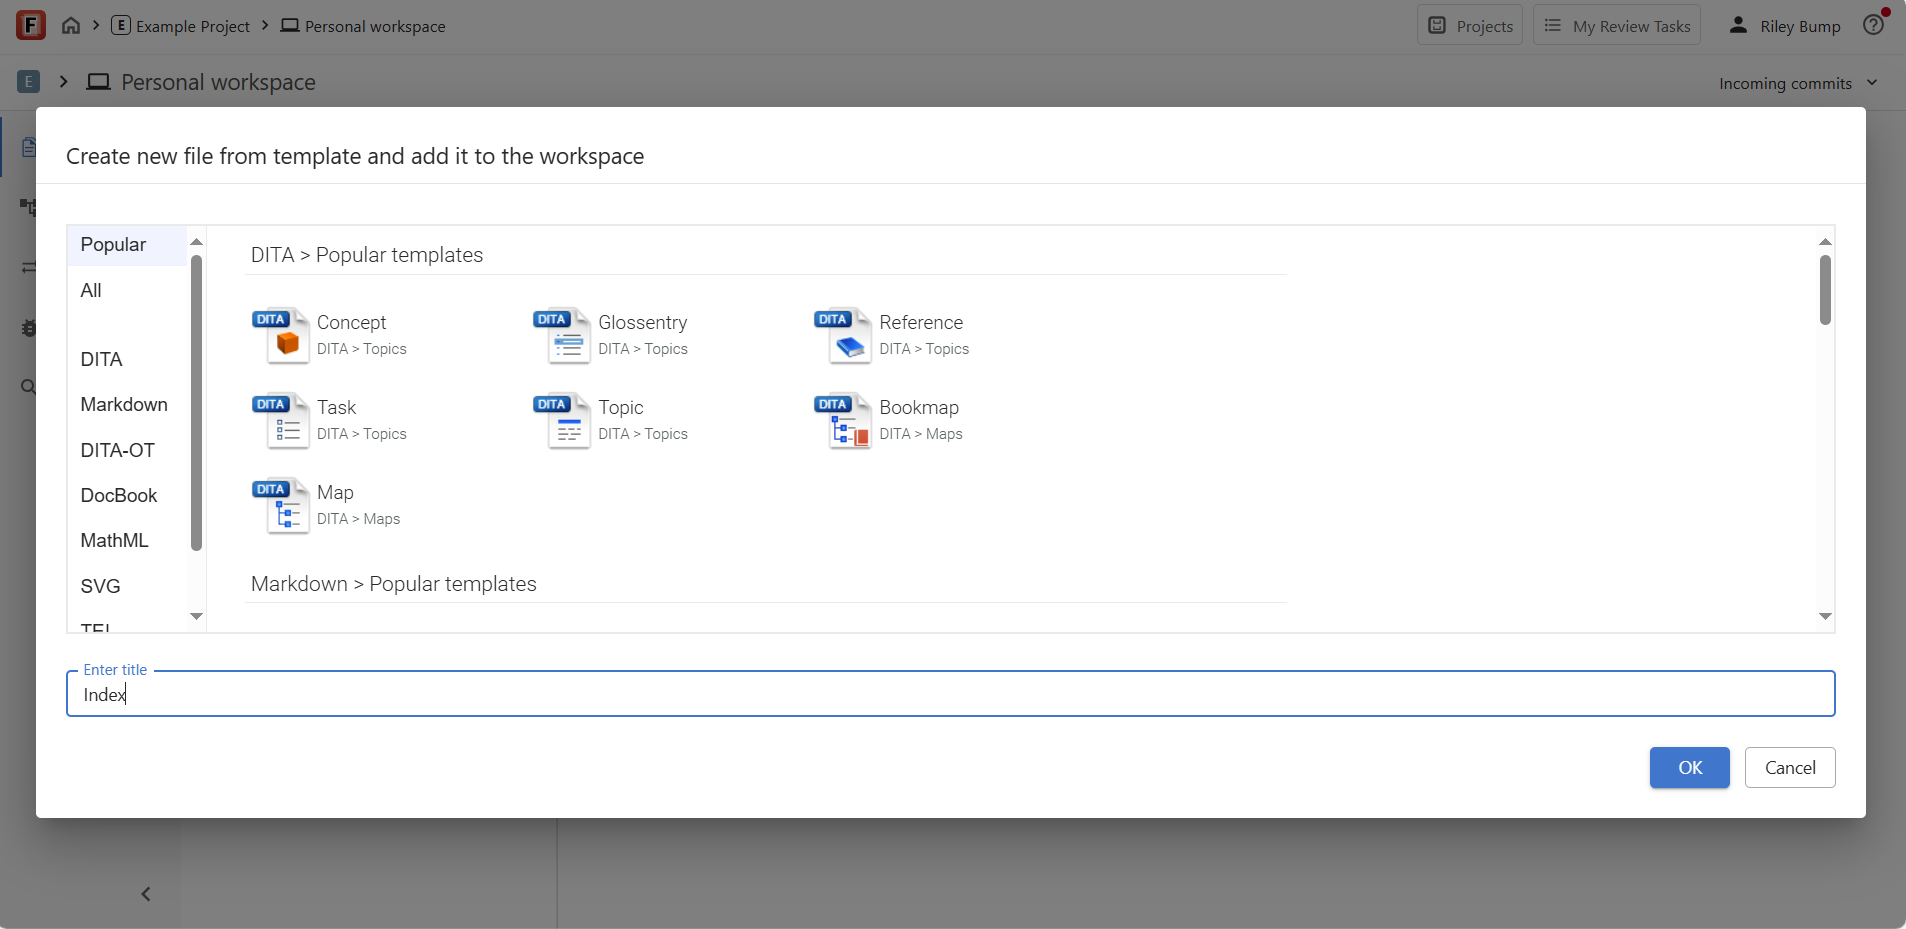 F
E Example Project
Personal workspace
Projects
My Review Tasks
Riley Bump
E
Personal workspace
Incoming commits
Create new file from template and add it to the workspace
Popular
All
DITA
Markdown
DITA-OT
DocBook
MathML
SVG
TEI
DITA > Popular templates
DITA
Concept
DITA > Topics
DITA
Glossentry
DITA > Topics
DITA
Reference
DITA > Topics
DITA
Task
DITA > Topics
DITA
Topic
DITA > Topics
DITA
Bookmap
DITA > Maps
DITA
Map
DITA > Maps
Markdown > Popular templates
Enter title
Index
OK
Cancel